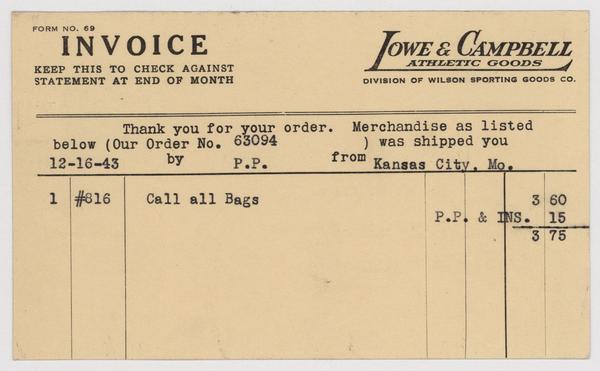 FORM NO. 69
INVOICE
KEEP THIS TO CHECK AGAINST
STATEMENT AT END OF MONTH
LOWE & CAMPBELL
ATHLETIC GOODS
DIVISION OF WILSON SPORTING GOODS CO.
Thank you for your order. Merchandise as listed
below (Our Order No. 63094 ) was shipped you
12-16-43 by P.P. from Kansas City, Mo.
1 #816 Call all Bags 3 60
P.P. & INS. 15
3 75